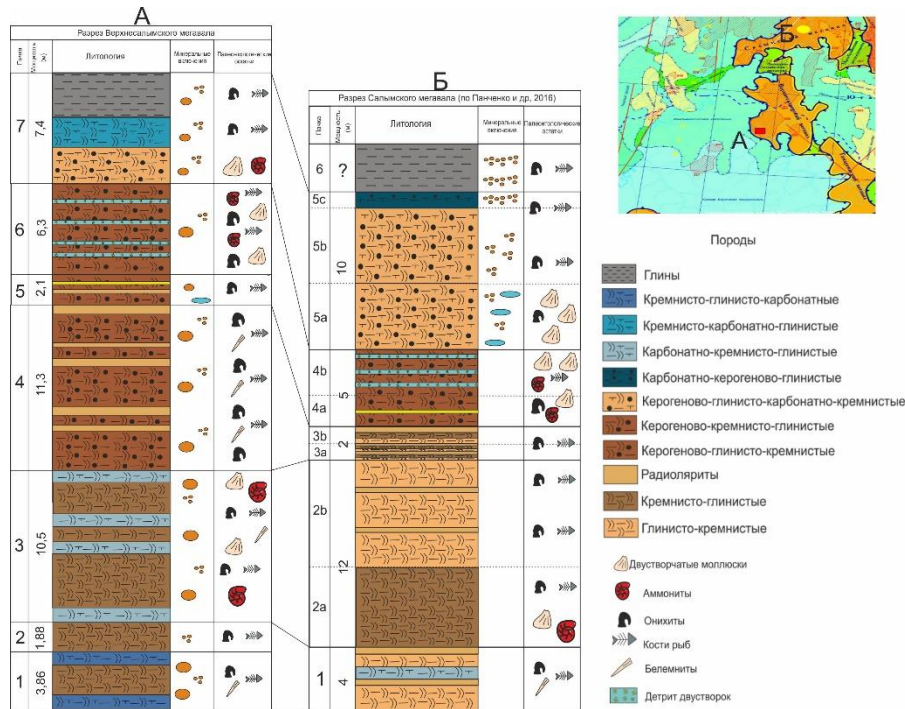 А
Разрез Верхнесалымского мегавала
Пачка
Мощность (м)
Литология
Минеральные включения
Палеонтологические остатки
7
7,4
6
6,3
5
2,1
4
11,3
3
10,5
2
1,88
1
3,86
Б
Разрез Салымского мегавала (по Панченко и др, 2016)
Пачка
Мощность (м)
Литология
Минеральные включения
Палеонтологические остатки
6
?
5c
5b
10
5a
4b
5
4a
3b
2
3a
2b
12
2a
1
4
Б
А
Породы
Глины
Кремнисто-глинисто-карбонатные
Кремнисто-карбонатно-глинистые
Карбонатно-кремнисто-глинистые
Карбонатно-керогеново-глинистые
Керогеново-глинисто-карбонатно-кремнистые
Керогеново-кремнисто-глинистые
Керогеново-глинисто-кремнистые
Радиоляриты
Кремнисто-глинистые
Глинисто-кремнистые
Двустворчатые моллюски
Аммониты
Онихиты
Кости рыб
Белемниты
Детрит двустворок